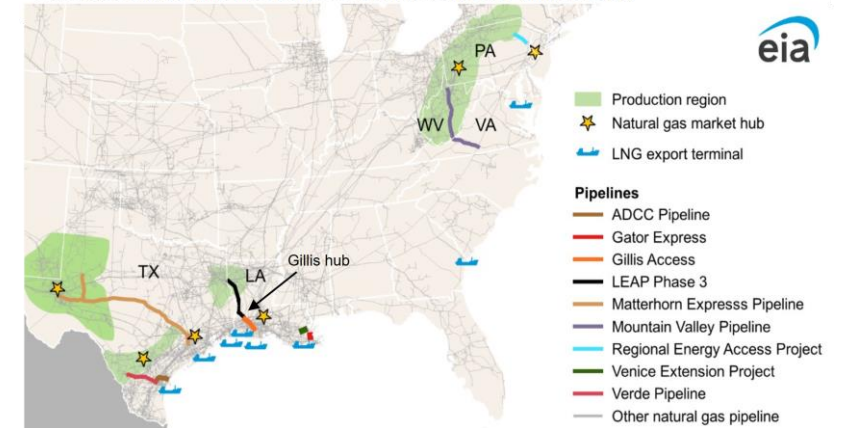 PA
eia
WV
VA
TX
LA
Gillis hub
Production region
Natural gas market hub
LNG export terminal
Pipelines
ADCC Pipeline
Gator Express
Gillis Access
LEAP Phase 3
Matterhorn Expresss Pipeline
Mountain Valley Pipeline
Regional Energy Access Project
Venice Extension Project
Verde Pipeline
Other natural gas pipeline